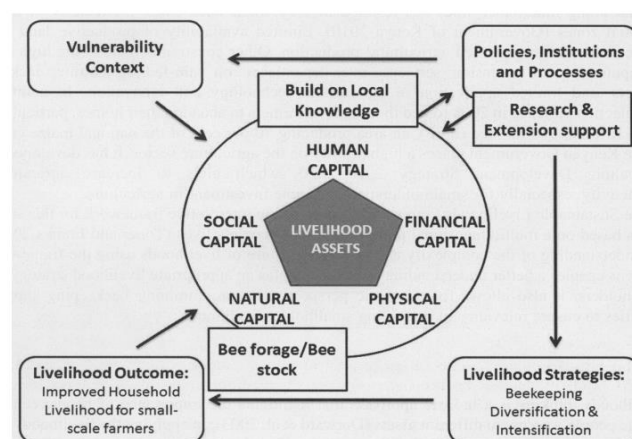 Vulnerability
Context
Policies, Institutions
and Processes
Build on Local
Knowledge
Research &
Extension support
HUMAN
CAPITAL
LIVELIHOOD
ASSETS
SOCIAL
CAPITAL
FINANCIAL
CAPITAL
NATURAL
CAPITAL
PHYSICAL
CAPITAL
Bee forage/Bee
stock
Livelihood Outcome:
Improved Household
Livelihood for small-
scale farmers
Livelihood Strategies:
Beekeeping
Diversification &
Intensification